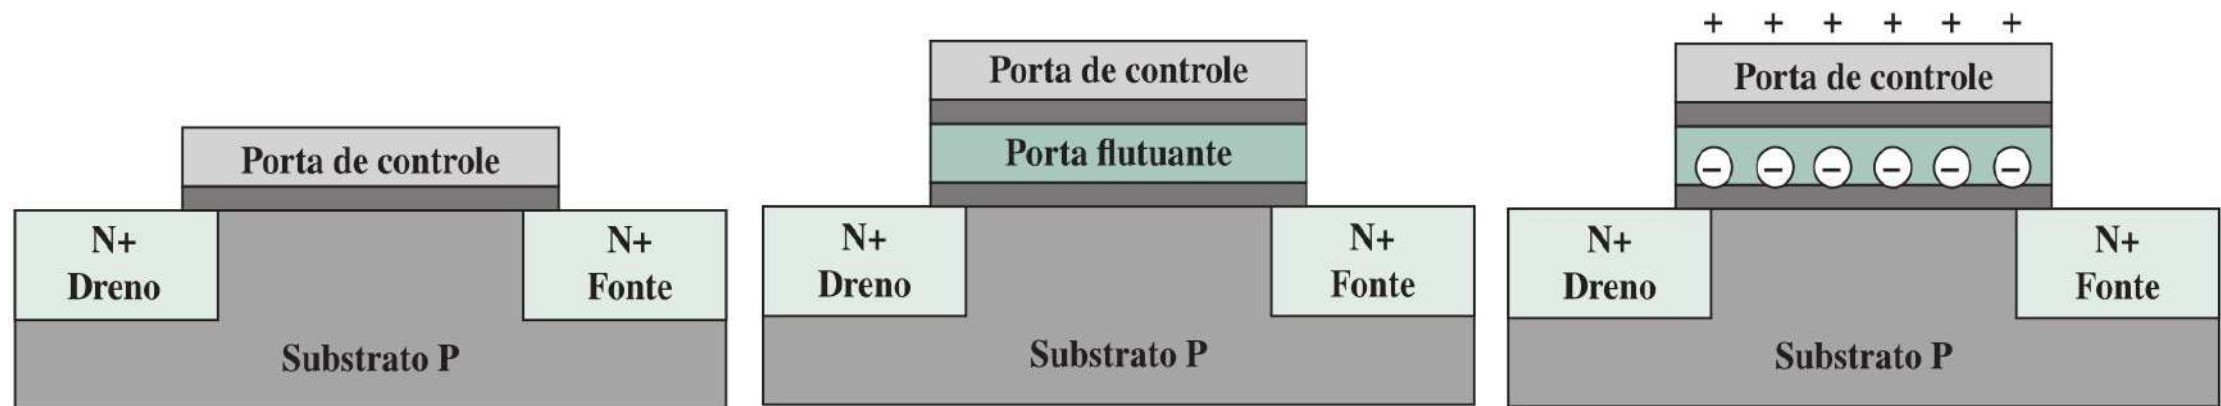 Porta de controle
N+
Dreno
N+
Fonte
Substrato P
Porta de controle
Porta flutuante
N+
Dreno
N+
Fonte
Substrato P
+ + + + + +
Porta de controle
− − − − − −
N+
Dreno
N+
Fonte
Substrato P